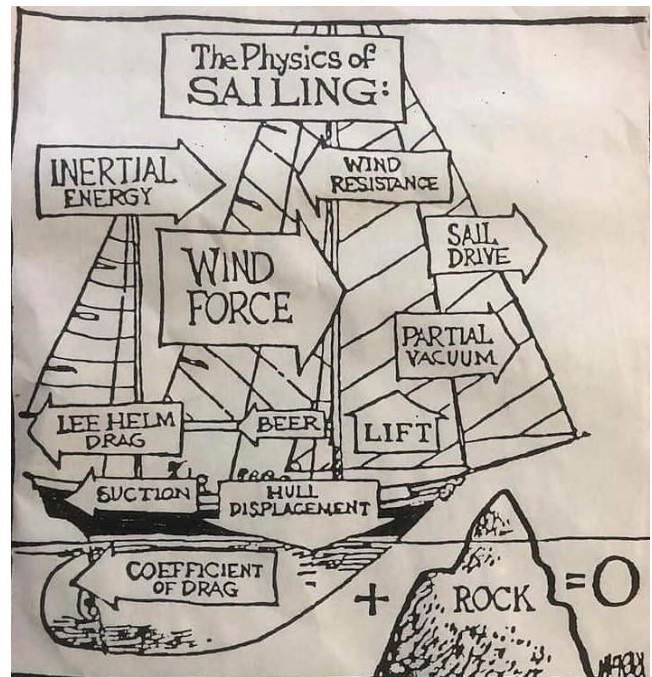 The Physics of
SAILING:
INERTIAL
ENERGY
WIND
RESISTANCE
SAIL
DRIVE
WIND
FORCE
PARTIAL
VACUUM
LEE HELM
DRAG
BEER
LIFT
SUCTION
HULL
DISPLACEMENT
COEFFICIENT
OF DRAG
+ ROCK = 0